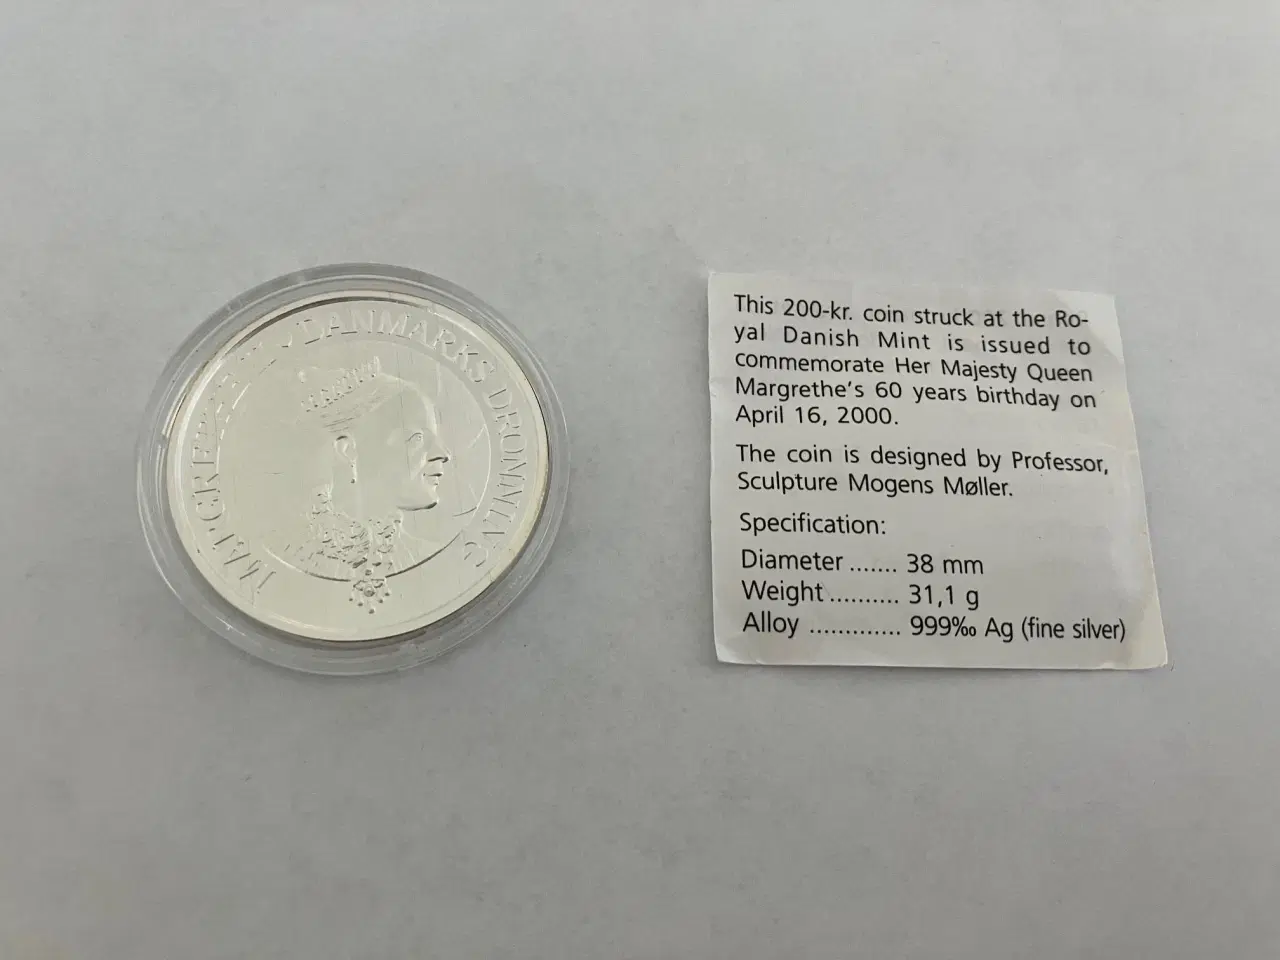 MARGRETHE II · DANMARKS DRONNING
This 200-kr. coin struck at the Ro-
yal Danish Mint is issued to
commemorate Her Majesty Queen
Margrethe's 60 years birthday on
April 16, 2000.
The coin is designed by Professor,
Sculpture Mogens Møller.
Specification:
Diameter ....... 38 mm
Weight .......... 31,1 g
Alloy ............. 999‰ Ag (fine silver)